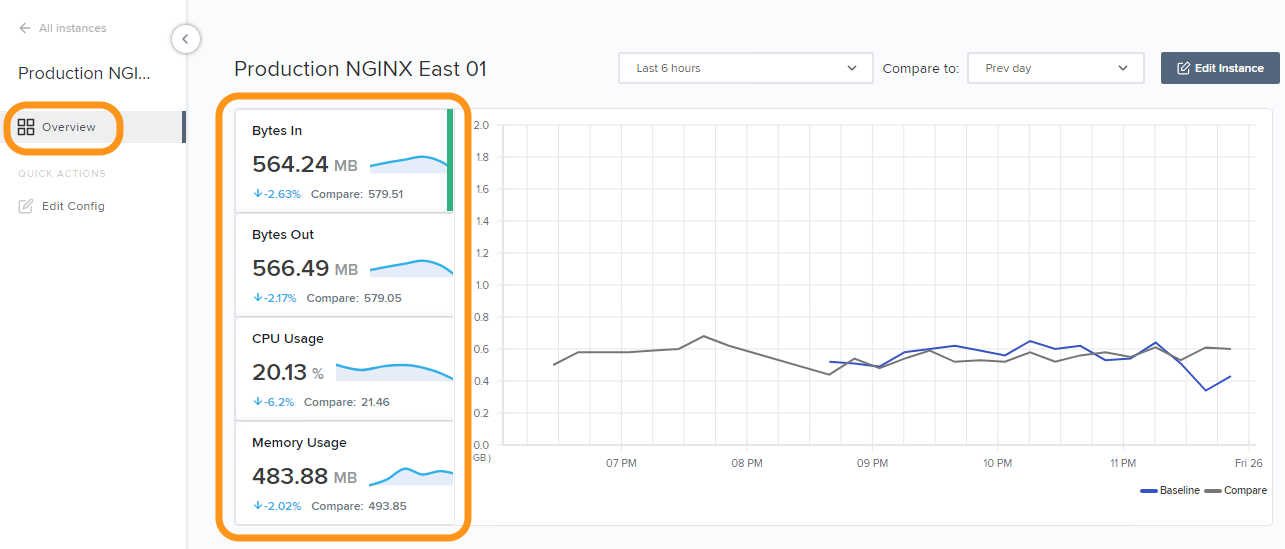 All instances
Production NGI...
Overview
QUICK ACTIONS
Edit Config
Production NGINX East 01
Last 6 hours
Compare to:
Prev day
Edit Instance
Bytes In
564.24 MB
-2.63% Compare: 579.51
Bytes Out
566.49 MB
-2.17% Compare: 579.05
CPU Usage
20.13 %
-6.2% Compare: 21.46
Memory Usage
483.88 MB
-2.02% Compare: 493.85
2.0
1.8
1.6
1.4
1.2
1.0
0.8
0.6
0.4
0.2
0.0
GB )
07 PM 08 PM 09 PM 10 PM 11 PM Fri 26
Baseline Compare